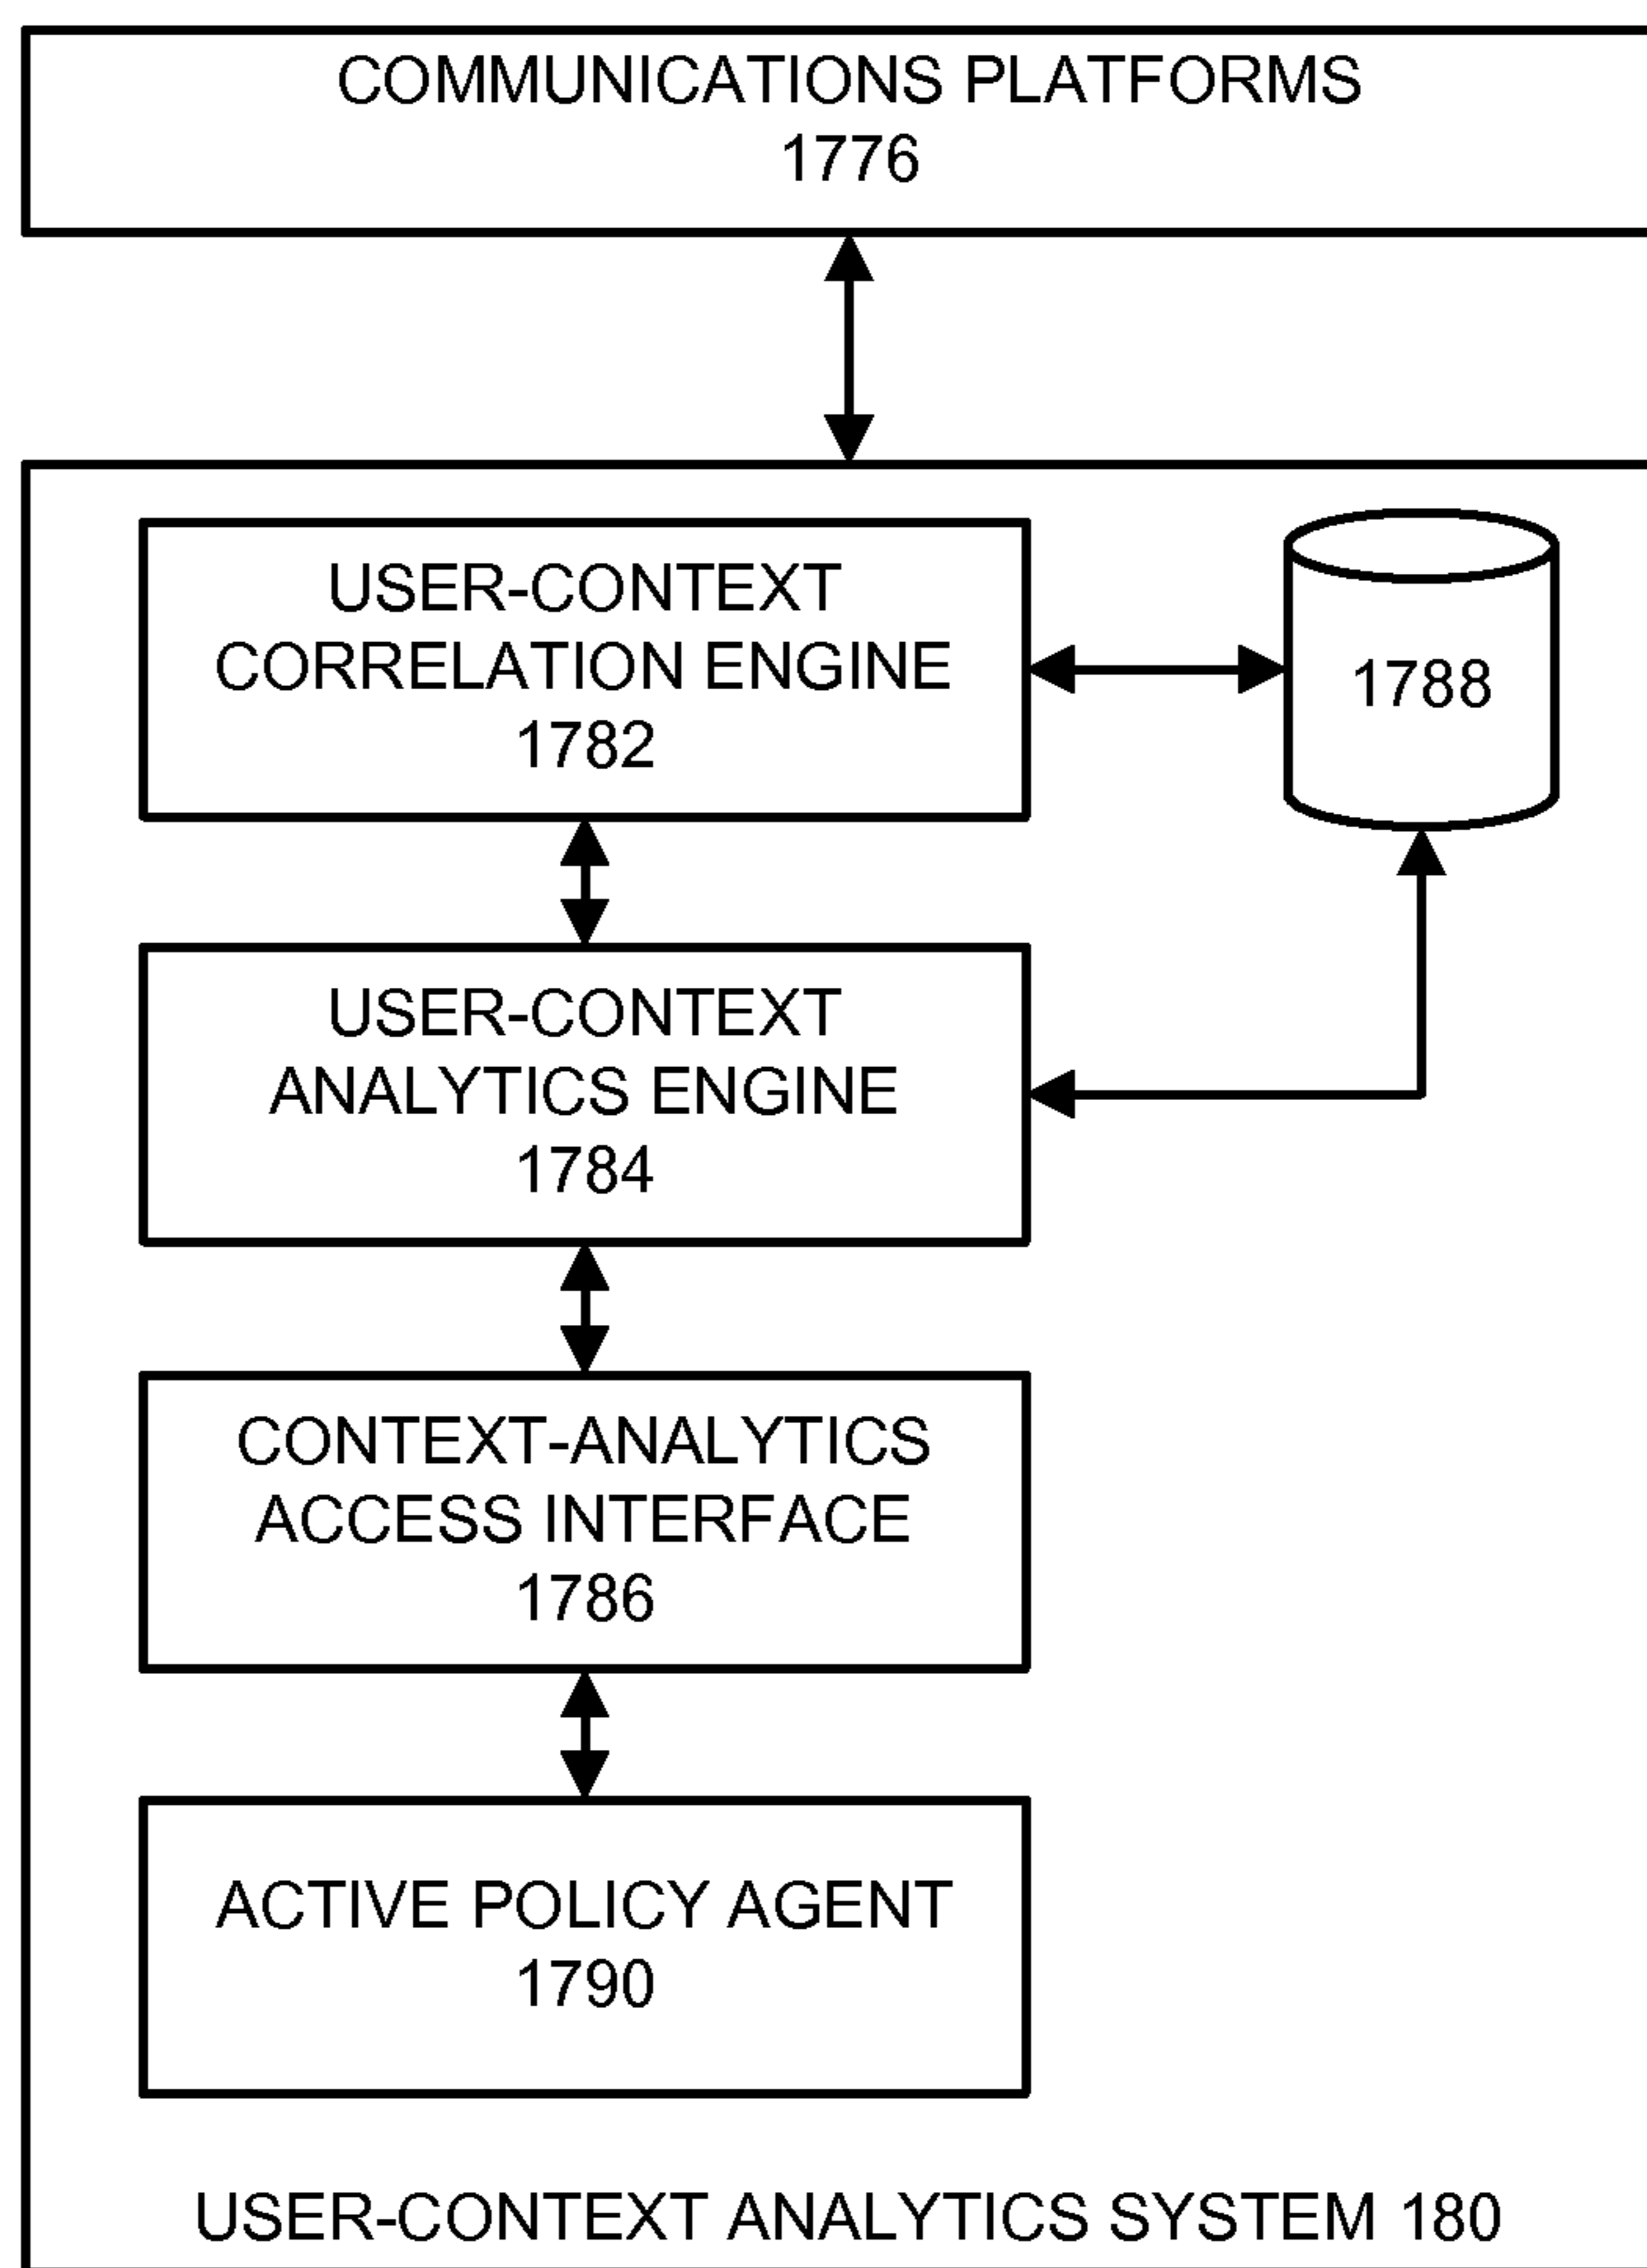 COMMUNICATIONS PLATFORMS
1776
USER-CONTEXT
CORRELATION ENGINE
1782
1788
USER-CONTEXT
ANALYTICS ENGINE
1784
CONTEXT-ANALYTICS
ACCESS INTERFACE
1786
ACTIVE POLICY AGENT
1790
USER-CONTEXT ANALYTICS SYSTEM 180